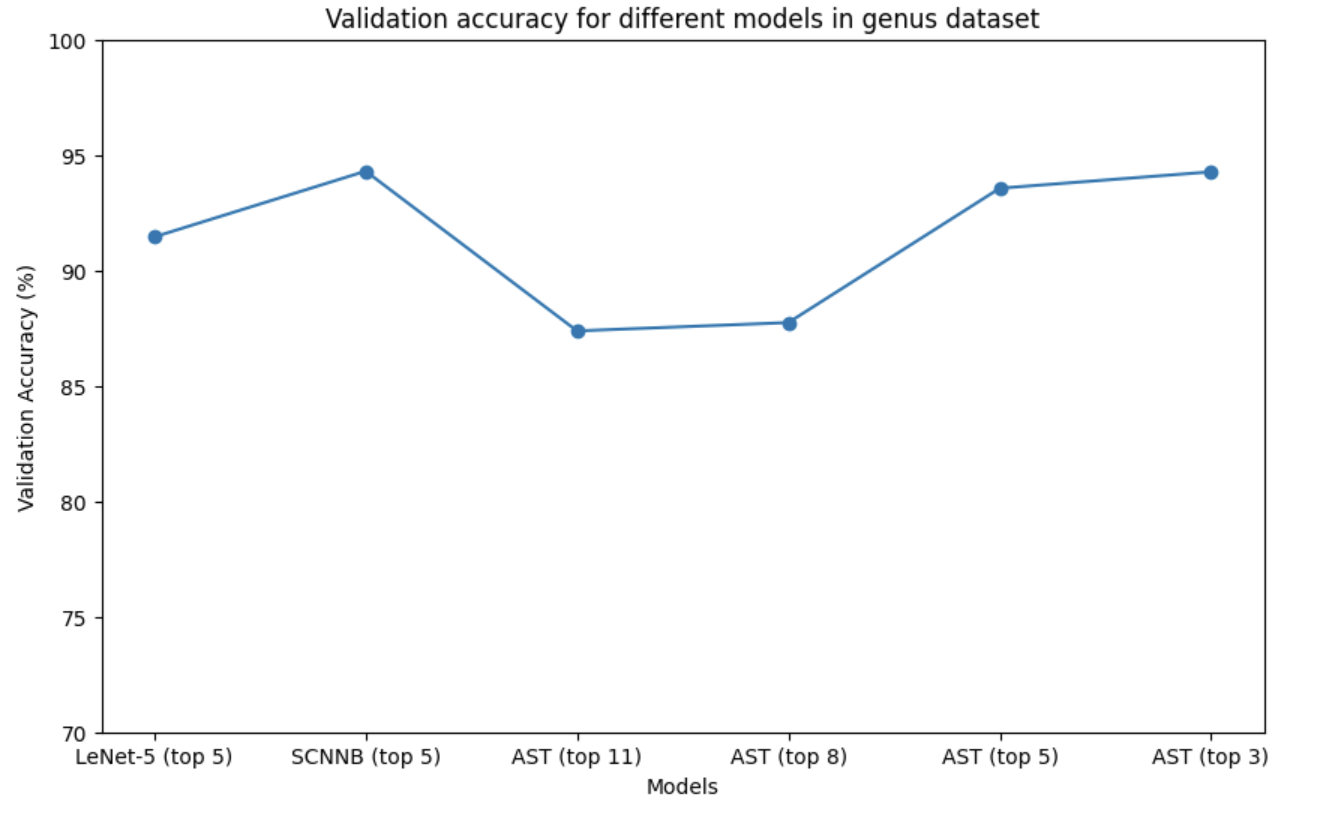 Validation accuracy for different models in genus dataset
100
95
90
85
80
75
70
Validation Accuracy (%)
LeNet-5 (top 5) SCNNB (top 5) AST (top 11) AST (top 8) AST (top 5) AST (top 3)
Models